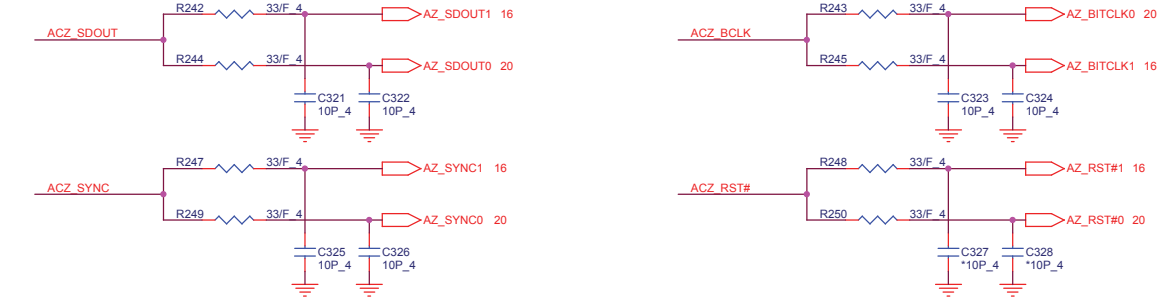 R242 33/F_4 AZ_SDOUT1 16
ACZ_SDOUT
R244 33/F_4 AZ_SDOUT0 20
C321 C322
10P_4 10P_4
R243 33/F_4 AZ_BITCLK0 20
ACZ_BCLK
R245 33/F_4 AZ_BITCLK1 16
C323 C324
10P_4 10P_4
R247 33/F_4 AZ_SYNC1 16
ACZ_SYNC
R249 33/F_4 AZ_SYNC0 20
C325 C326
10P_4 10P_4
R248 33/F_4 AZ_RST#1 16
ACZ_RST#
R250 33/F_4 AZ_RST#0 20
C327 C328
*10P_4 *10P_4